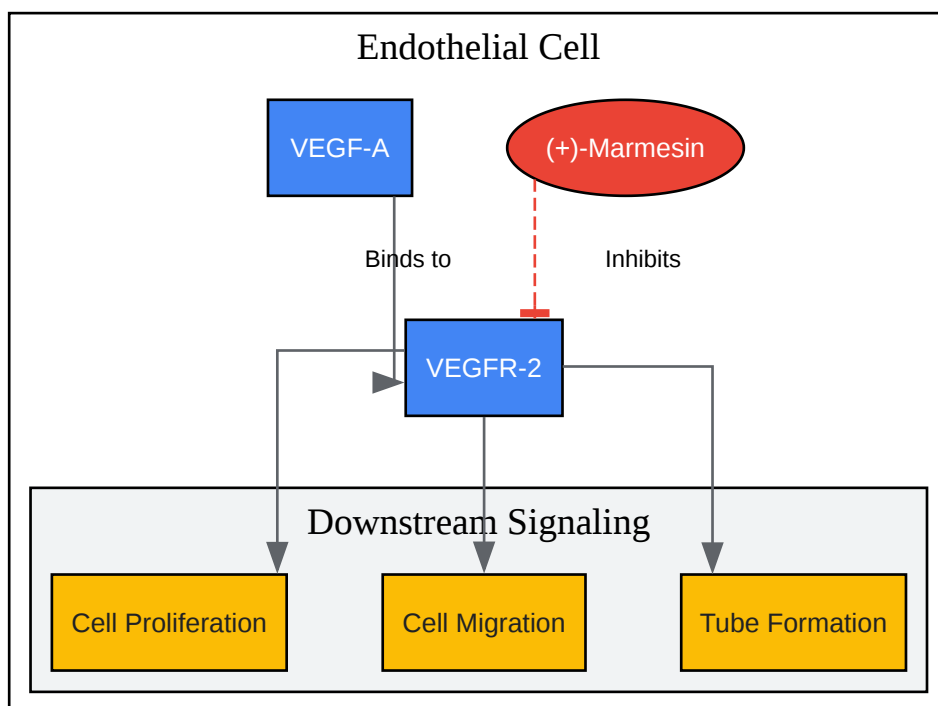 Endothelial Cell
VEGF-A
(+)-Marmesin
Binds to
Inhibits
VEGFR-2
Downstream Signaling
Cell Proliferation
Cell Migration
Tube Formation